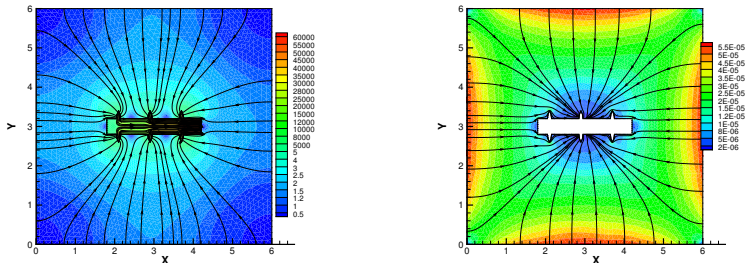 6
5
4
3
2
1
0
0 1 2 3 4 5 6
X
Y
60000
55000
50000
45000
40000
35000
30000
25000
20000
15000
10000
8000
5000
5
4
3
2.5
2
1.5
1.2
1
0.5
6
5
4
3
2
1
0
0 1 2 3 4 5 6
X
Y
5.5E-05
5E-05
4.5E-05
4E-05
3.5E-05
3E-05
2.5E-05
2E-05
1.5E-05
1.2E-05
1E-05
8E-06
5E-06
2E-06